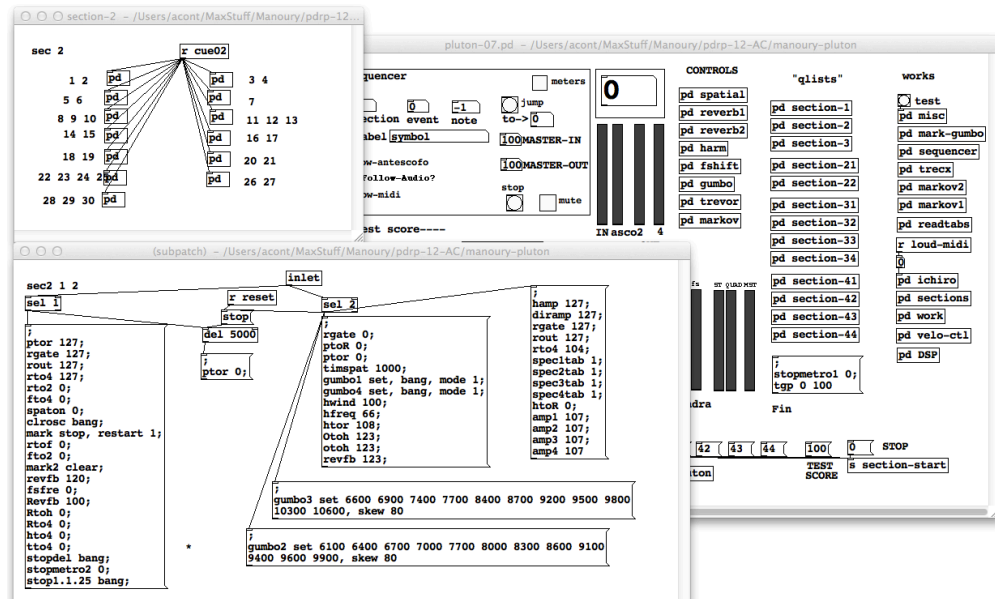 section-2 - /Users/acont/MaxStuff/Manoury/pdrp-12...
sec 2
r cue02
1 2 pd
pd 3 4
5 6 pd
pd 7
8 9 10 pd
pd 11 12 13
14 15 pd
pd 16 17
18 19 pd
pd 20 21
22 23 24 25 pd
pd 26 27
28 29 30 pd
pluton-07.pd - /Users/acont/MaxStuff/Manoury/pdrp-12-AC/manoury-pluton
quencer
meters
0
-1
jump
ection event note
to-> 0
abel symbol
100 MASTER-IN
ow-antescofo
100 MASTER-OUT
Follow-Audio?
ow-midi
stop
mute
est score----
0
IN asco2 4
CONTROLS
pd spatial
pd reverb1
pd reverb2
pd harm
pd fshift
pd gumbo
pd trevor
pd markov
"qlists"
pd section-1
pd section-2
pd section-3
pd section-21
pd section-22
pd section-31
pd section-32
pd section-33
pd section-34
pd section-41
pd section-42
pd section-43
pd section-44
;
stopmetro1 0;
tgp 0 100
Fin
works
test
pd misc
pd mark-gumbo
pd sequencer
pd trecx
pd markov2
pd markov1
pd readtabs
r loud-midi
0
pd ichiro
pd sections
pd work
pd velo-ctl
pd DSP
fs ST QUAD MST
dra
42 43 44 100 0 STOP
ton
TEST
SCORE
s section-start
(subpatch) - /Users/acont/MaxStuff/Manoury/pdrp-12-AC/manoury-pluton
inlet
sec2 1 2
sel 1
r reset
sel 2
stop
del 5000
;
ptor 0;
;
ptor 127;
rgate 127;
rout 127;
rto4 127;
rto2 0;
fto4 0;
spaton 0;
clrosc bang;
mark stop, restart 1;
rtof 0;
fto2 0;
mark2 clear;
revfb 120;
fsfre 0;
Revfb 100;
Rtoh 0;
Rto4 0;
hto4 0;
tto4 0;
stopdel bang;
stopmetro2 0;
stop1.1.25 bang;
*
;
rgate 0;
ptoR 0;
ptor 0;
timspat 1000;
gumbo1 set, bang, mode 1;
gumbo4 set, bang, mode 1;
hwind 100;
hfreq 66;
htor 108;
Otoh 123;
otoh 123;
revfb 123;
;
hamp 127;
diramp 127;
rgate 127;
rout 127;
rto4 104;
spec1tab 1;
spec2tab 1;
spec3tab 1;
spec4tab 1;
htoR 0;
amp1 107;
amp2 107;
amp3 107;
amp4 107
;
gumbo3 set 6600 6900 7400 7700 8400 8700 9200 9500 9800
10300 10600, skew 80
;
gumbo2 set 6100 6400 6700 7000 7700 8000 8300 8600 9100
9400 9600 9900, skew 80